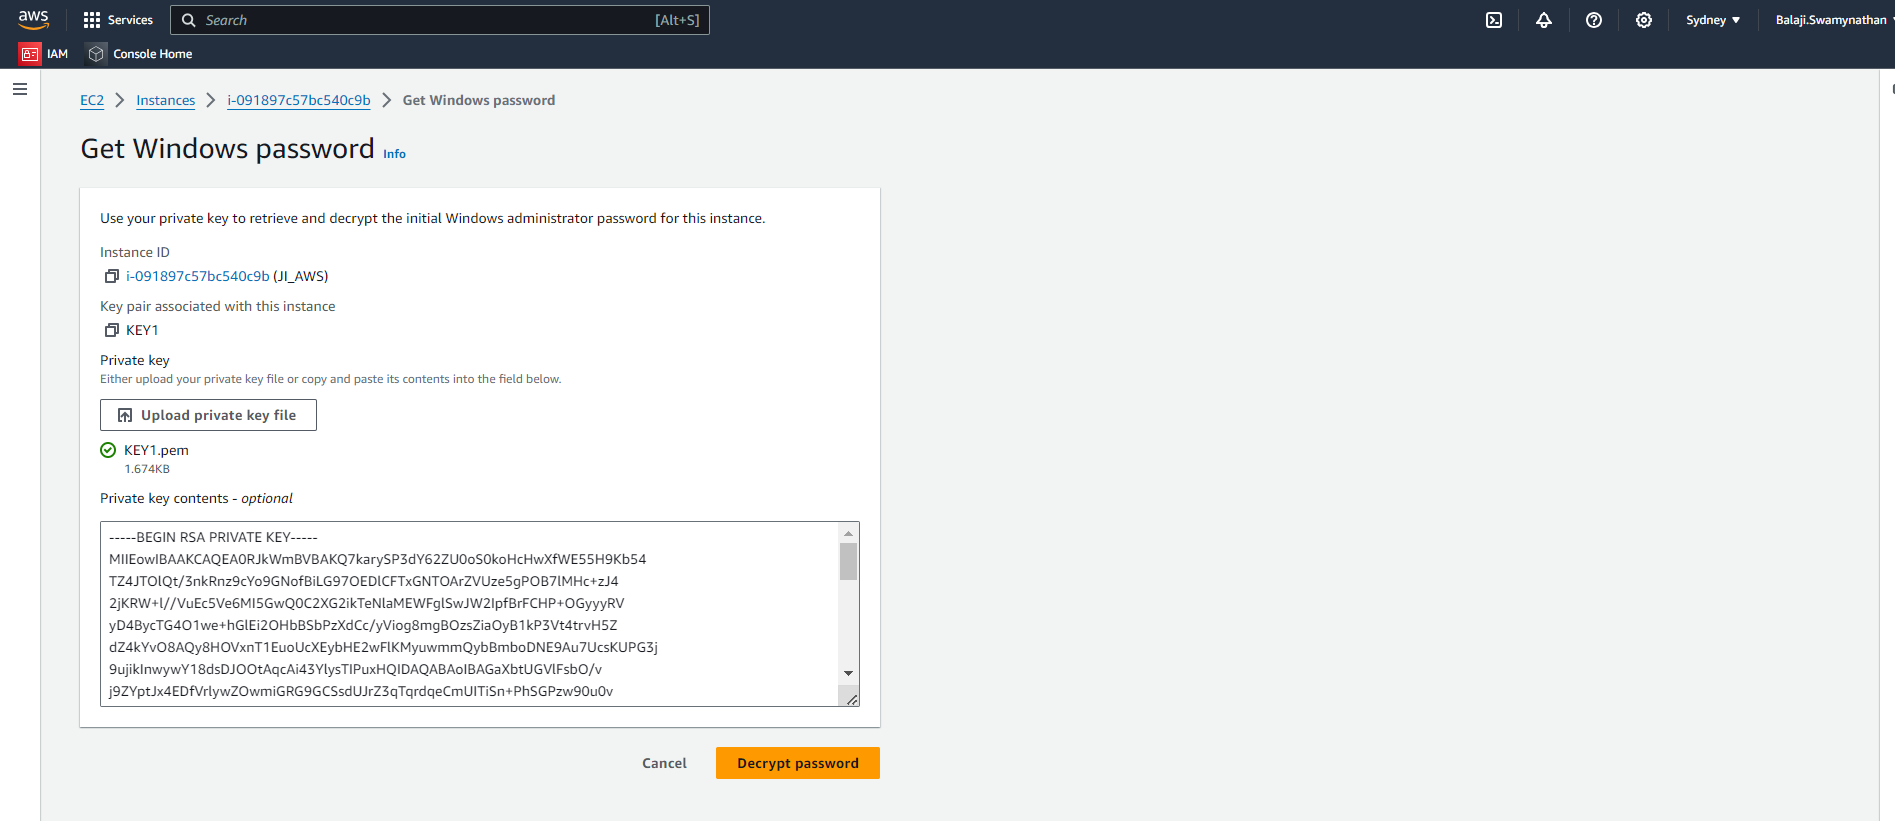 aws
Services
Search
[Alt+S]
Sydney
Balaji.Swamynathan
IAM
Console Home
EC2
Instances
i-091897c57bc540c9b
Get Windows password
Get Windows password Info
Use your private key to retrieve and decrypt the initial Windows administrator password for this instance.
Instance ID
i-091897c57bc540c9b (JI_AWS)
Key pair associated with this instance
KEY1
Private key
Either upload your private key file or copy and paste its contents into the field below.
Upload private key file
KEY1.pem
1.674KB
Private key contents - optional
-----BEGIN RSA PRIVATE KEY-----
MIIEowIBAAKCAQEA0RJkWmBVBAKQ7karySP3dY62ZU0oS0koHcHwXfWE55H9Kb54
TZ4JTOlQt/3nkRnz9cYo9GNofBiLG97OEDlCFTxGNTOArZVUze5gPOB7lMHc+zJ4
2jKRW+l//VuEc5Ve6MI5GwQ0C2XG2ikTeNlaMEWFglSwJW2IpfBrFCHP+OGyyyRV
yD4BycTG4O1we+hGlEi2OHbBSbPzXdCc/yViog8mgBOzsZiaOyB1kP3Vt4trvH5Z
dZ4kYvO8AQy8HOVxnT1EuoUcXEybHE2wFlKMyuwmmQybBmboDNE9Au7UcsKUPG3j
9ujikInwywY18dsDJOOtAqcAi43YlysTIPuxHQIDAQABAoIBAGaXbtUGVlFsbO/v
j9ZYptJx4EDfVrlywZOwmiGRG9GCSsdUJrZ3qTqrdqeCmUITiSn+PhSGPzw90u0v
Cancel
Decrypt password